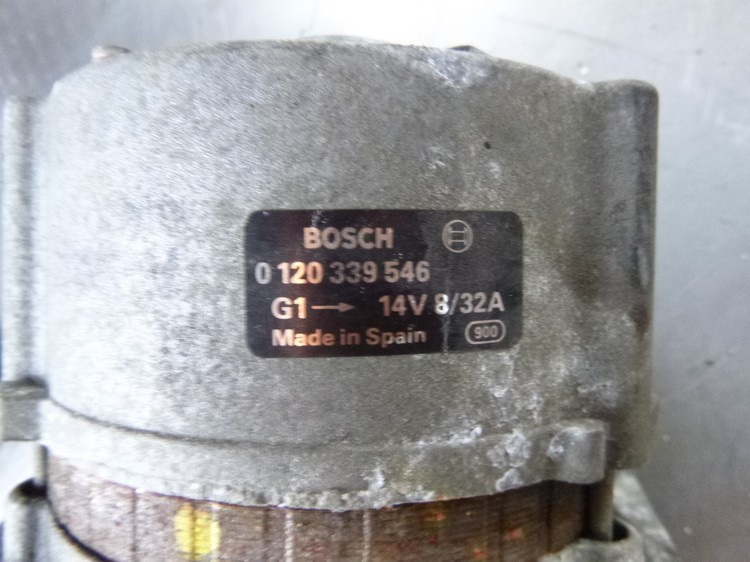 BOSCH
0 120 339 546
G1→ 14V 8/32A
Made in Spain 900